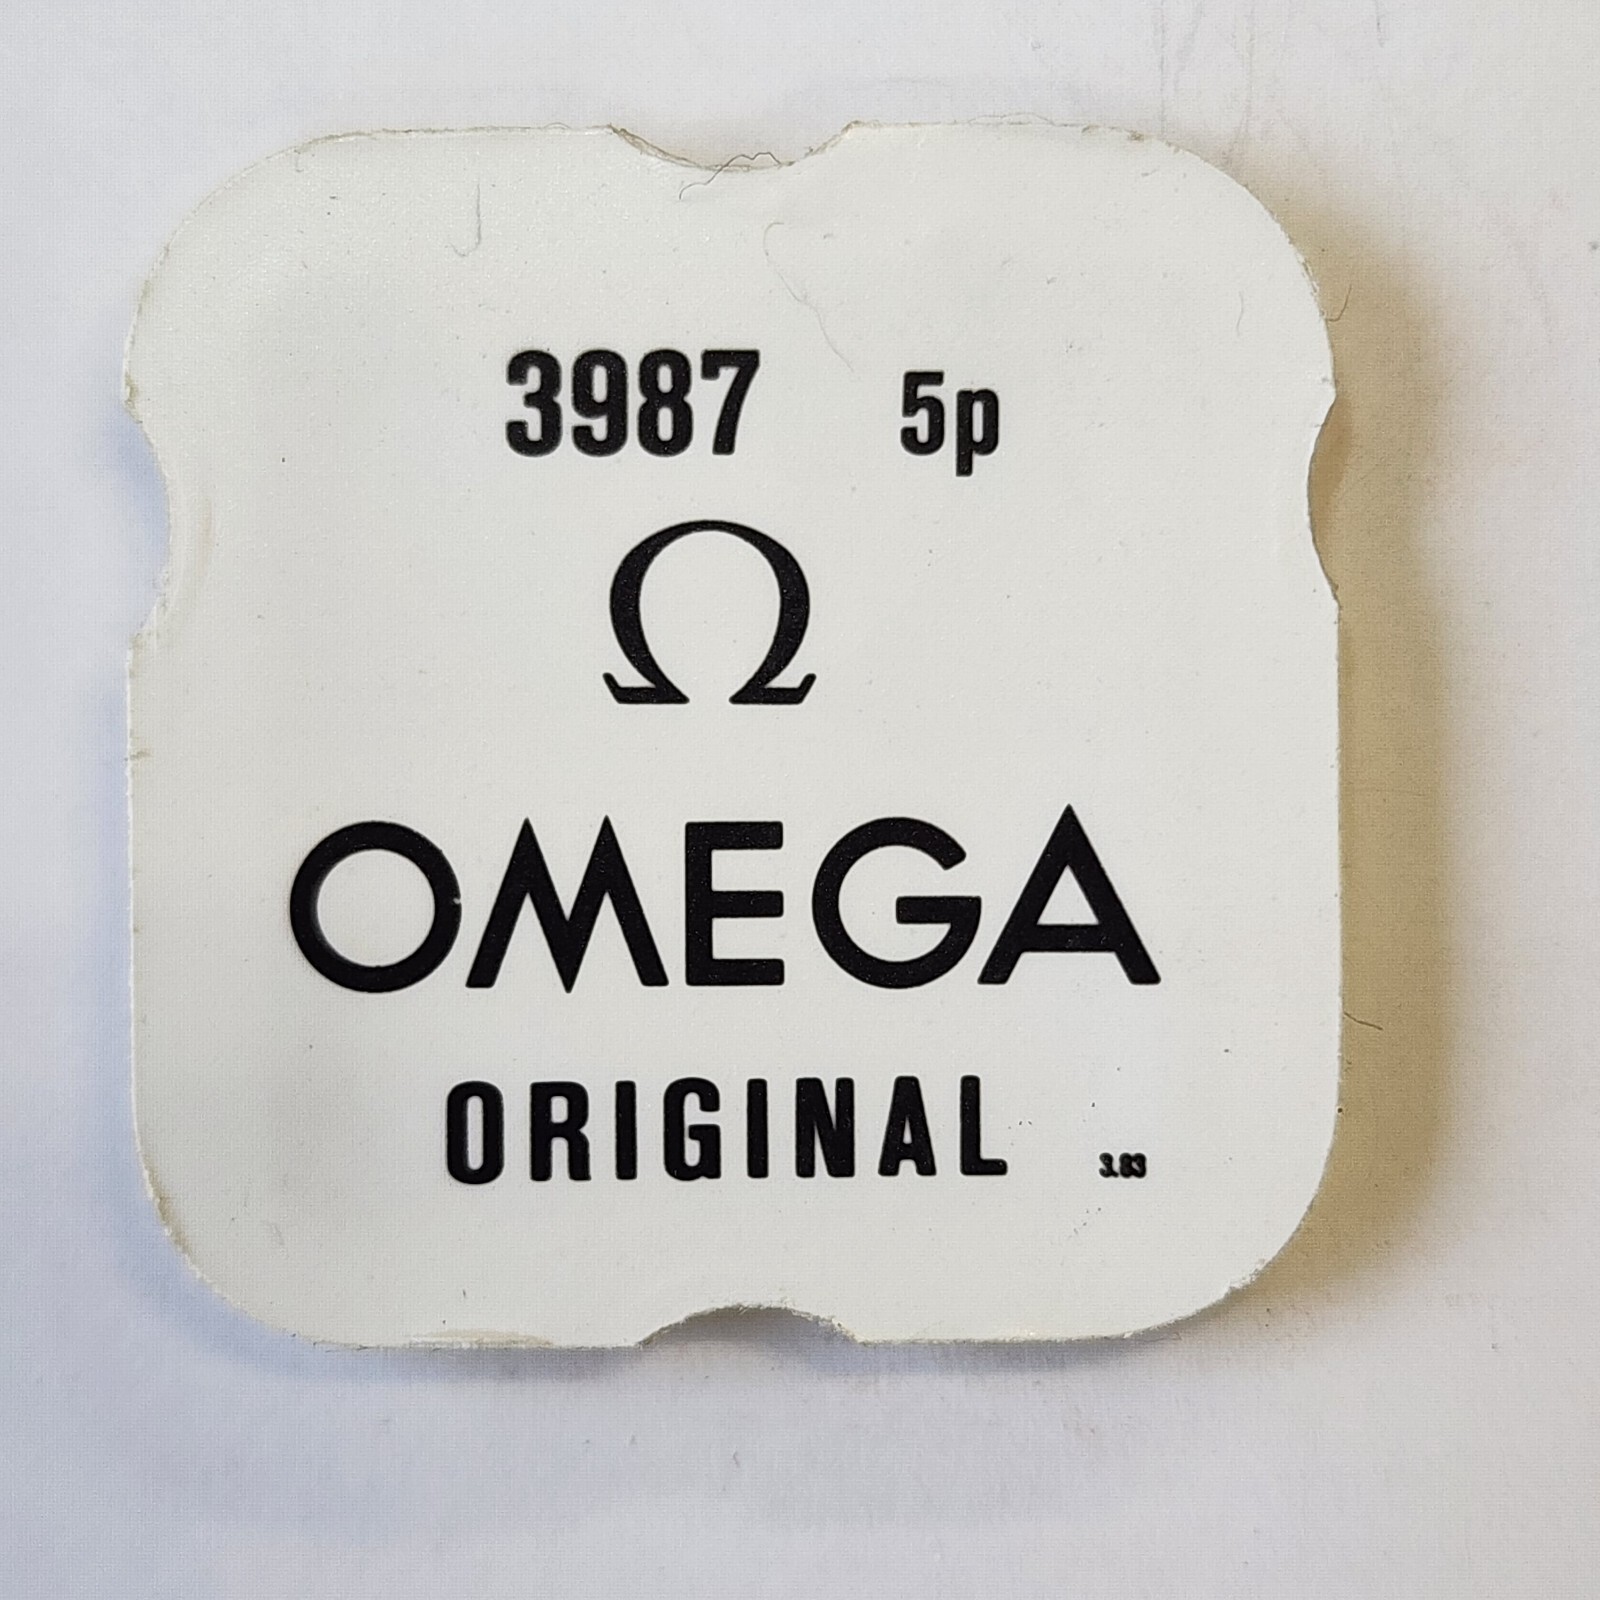 3987 5p
Ω
OMEGA
ORIGINAL 3.83